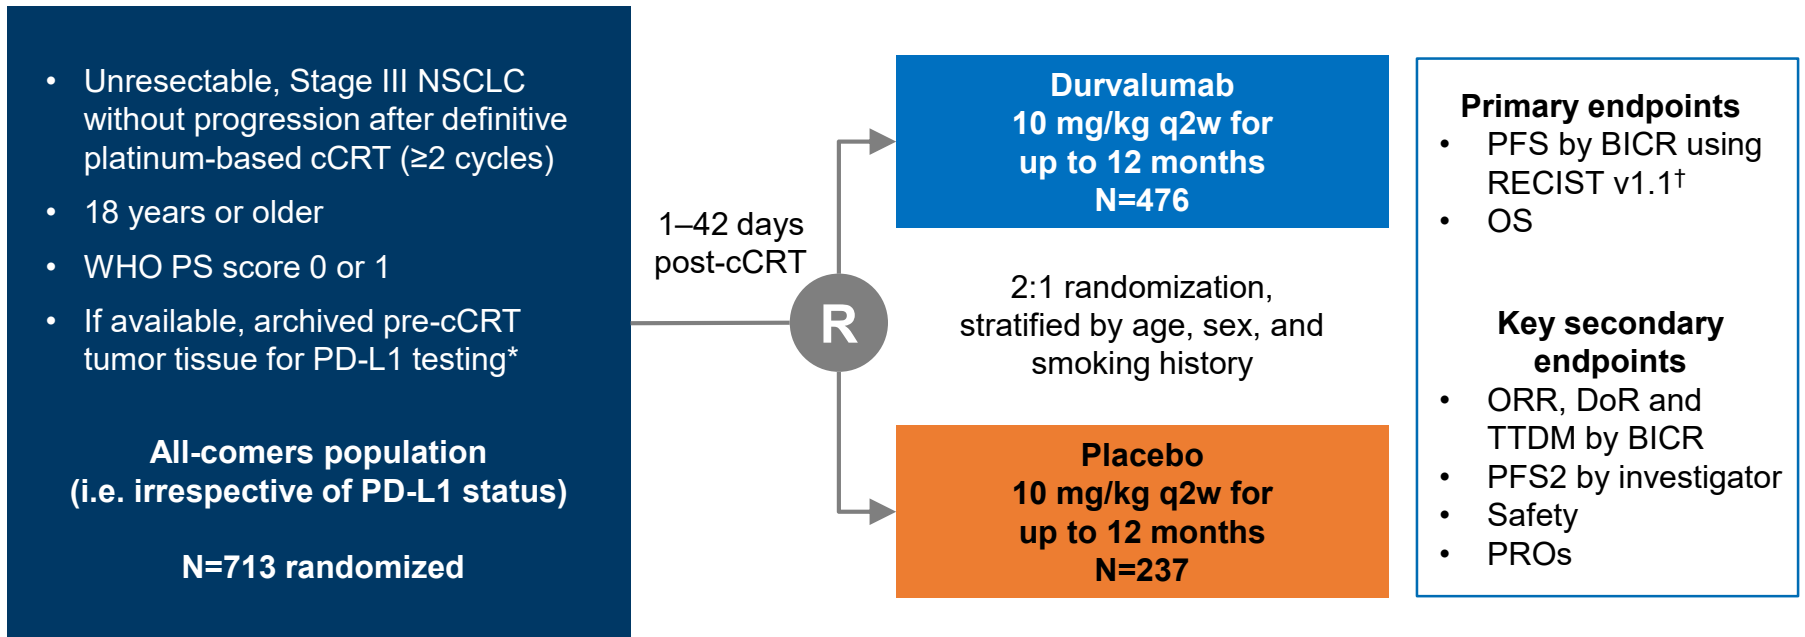 • Unresectable, Stage III NSCLC
without progression after definitive
platinum-based cCRT (≥2 cycles)
• 18 years or older
• WHO PS score 0 or 1
• If available, archived pre-cCRT
tumor tissue for PD-L1 testing*
All-comers population
(i.e. irrespective of PD-L1 status)
N=713 randomized
1–42 days
post-cCRT
R
Durvalumab
10 mg/kg q2w for
up to 12 months
N=476
2:1 randomization,
stratified by age, sex, and
smoking history
Placebo
10 mg/kg q2w for
up to 12 months
N=237
Primary endpoints
• PFS by BICR using
RECIST v1.1†
• OS
Key secondary
endpoints
• ORR, DoR and
TTDM by BICR
• PFS2 by investigator
• Safety
• PROs